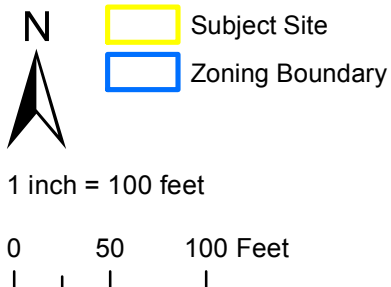 N
Subject Site
Zoning Boundary
1 inch = 100 feet
0 50 100 Feet